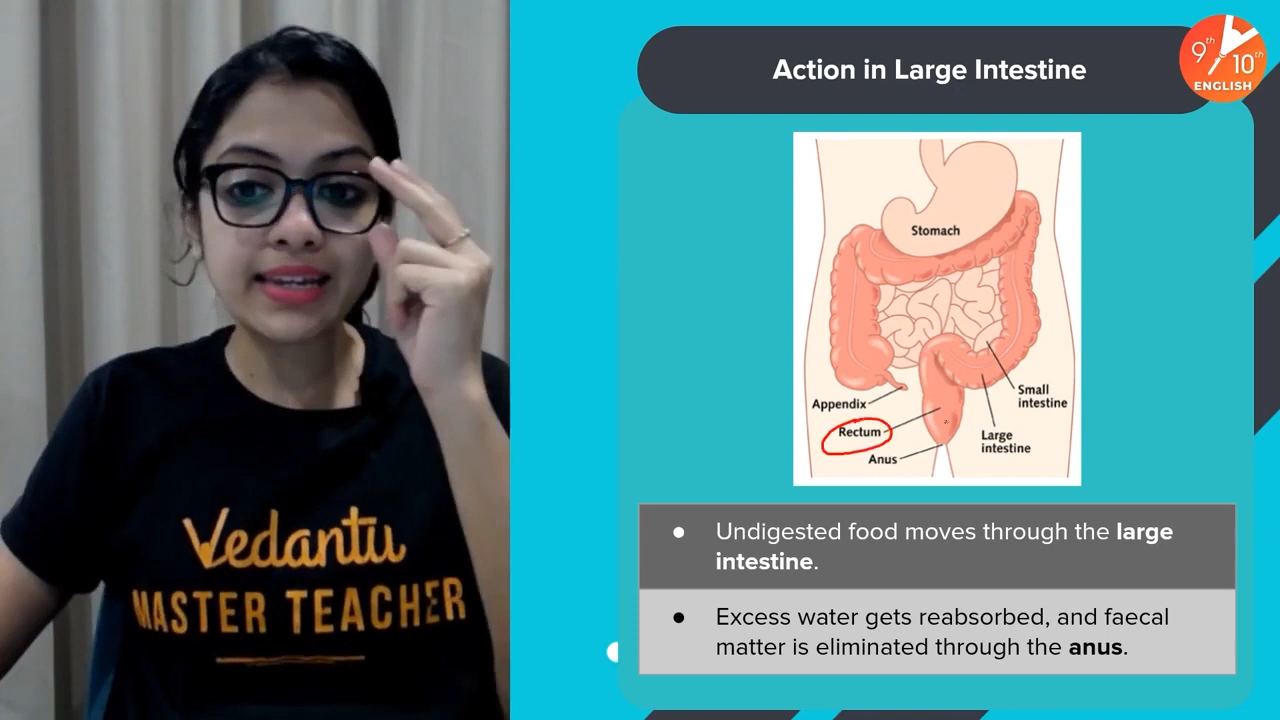 Vedantu
MASTER TEACHER
Action in Large Intestine
9th
10th
ENGLISH
Stomach
Appendix
Rectum
Anus
Small
intestine
Large
intestine
● Undigested food moves through the large
intestine.
● Excess water gets reabsorbed, and faecal
matter is eliminated through the anus.